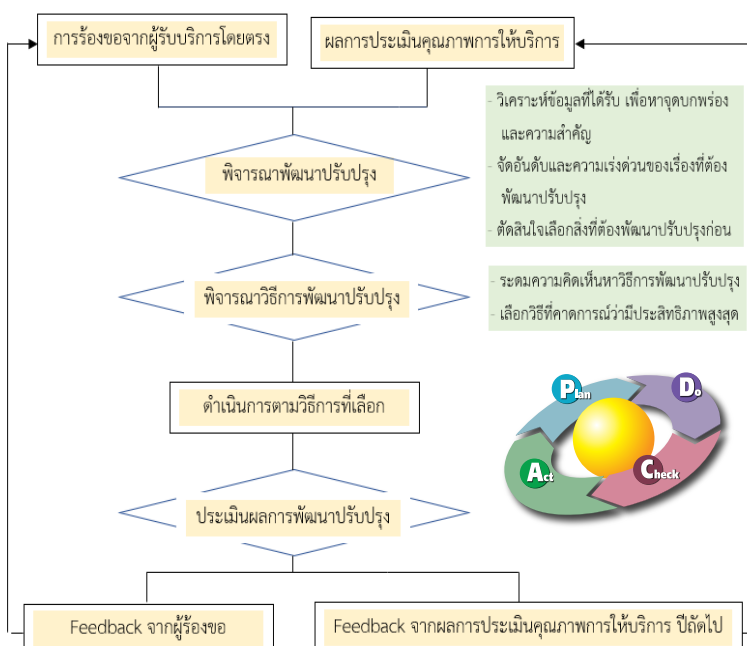 การร้องขอจากผู้รับบริการโดยตรง
ผลการประเมินคุณภาพการให้บริการ
- วิเคราะห์ข้อมูลที่ได้รับ เพื่อหาจุดบกพร่อง
และความสำคัญ
- จัดอันดับและความเร่งด่วนของเรื่องที่ต้อง
พัฒนาปรับปรุง
- ตัดสินใจเลือกสิ่งที่ต้องพัฒนาปรับปรุงก่อน
พิจารณาพัฒนาปรับปรุง
พิจารณาวิธีการพัฒนาปรับปรุง
- ระดมความคิดเห็นหาวิธีการพัฒนาปรับปรุง
- เลือกวิธีที่คาดการณ์ว่ามีประสิทธิภาพสูงสุด
ดำเนินการตามวิธีการที่เลือก
Plan
Do
Act
Check
ประเมินผลการพัฒนาปรับปรุง
Feedback จากผู้ร้องขอ
Feedback จากผลการประเมินคุณภาพการให้บริการ ปีถัดไป